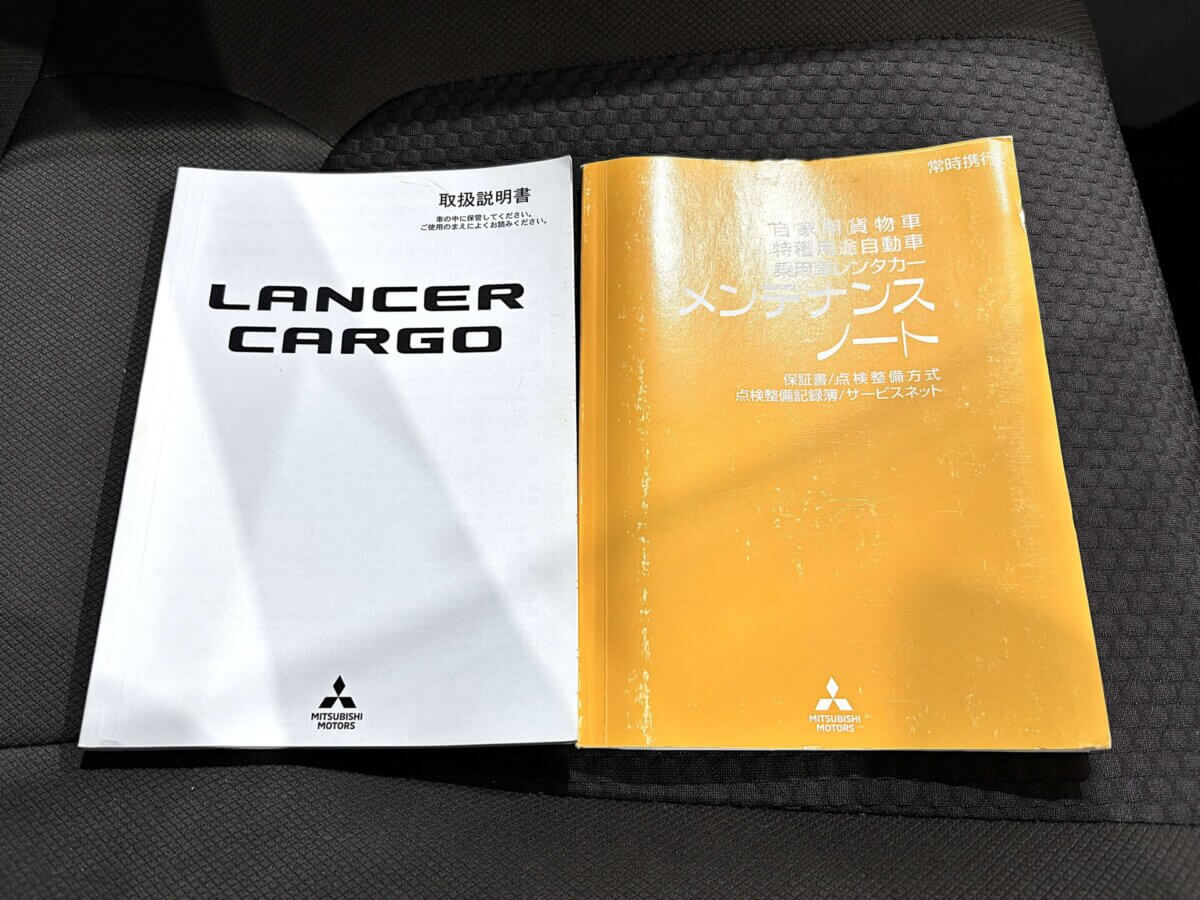 取扱説明書
車の中に保管してください。
ご使用のまえによくお読みください。
LANCER
CARGO
MITSUBISHI
MOTORS
常時携行
自家用貨物車
特種用途自動車
乗用車レンタカー
メンテナンス
ノート
保証書/点検整備方式
点検整備記録簿/サービスネット
MITSUBISHI
MOTORS